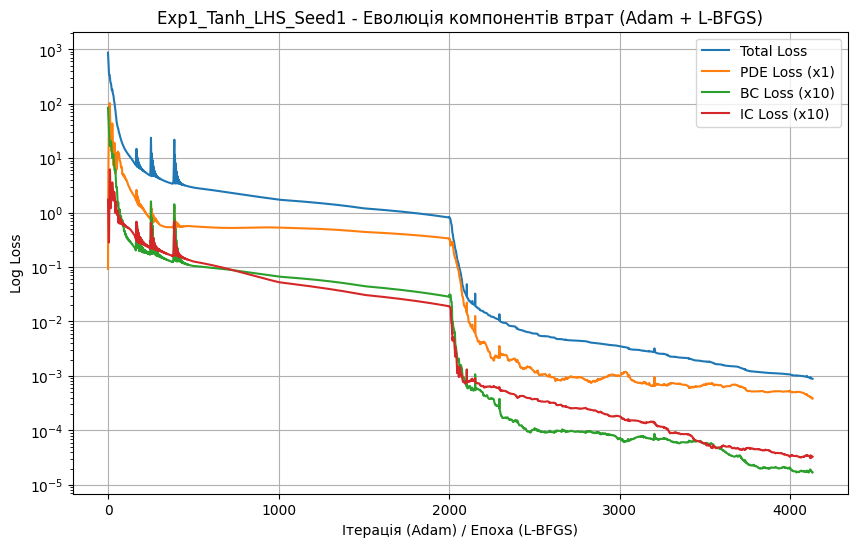 Exp1_Tanh_LHS_Seed1 - Еволюція компонентів втрат (Adam + L-BFGS)
Total Loss
PDE Loss (x1)
BC Loss (x10)
IC Loss (x10)
Log Loss
10³
10²
10¹
10⁰
10⁻¹
10⁻²
10⁻³
10⁻⁴
10⁻⁵
0 1000 2000 3000 4000
Ітерація (Adam) / Епоха (L-BFGS)